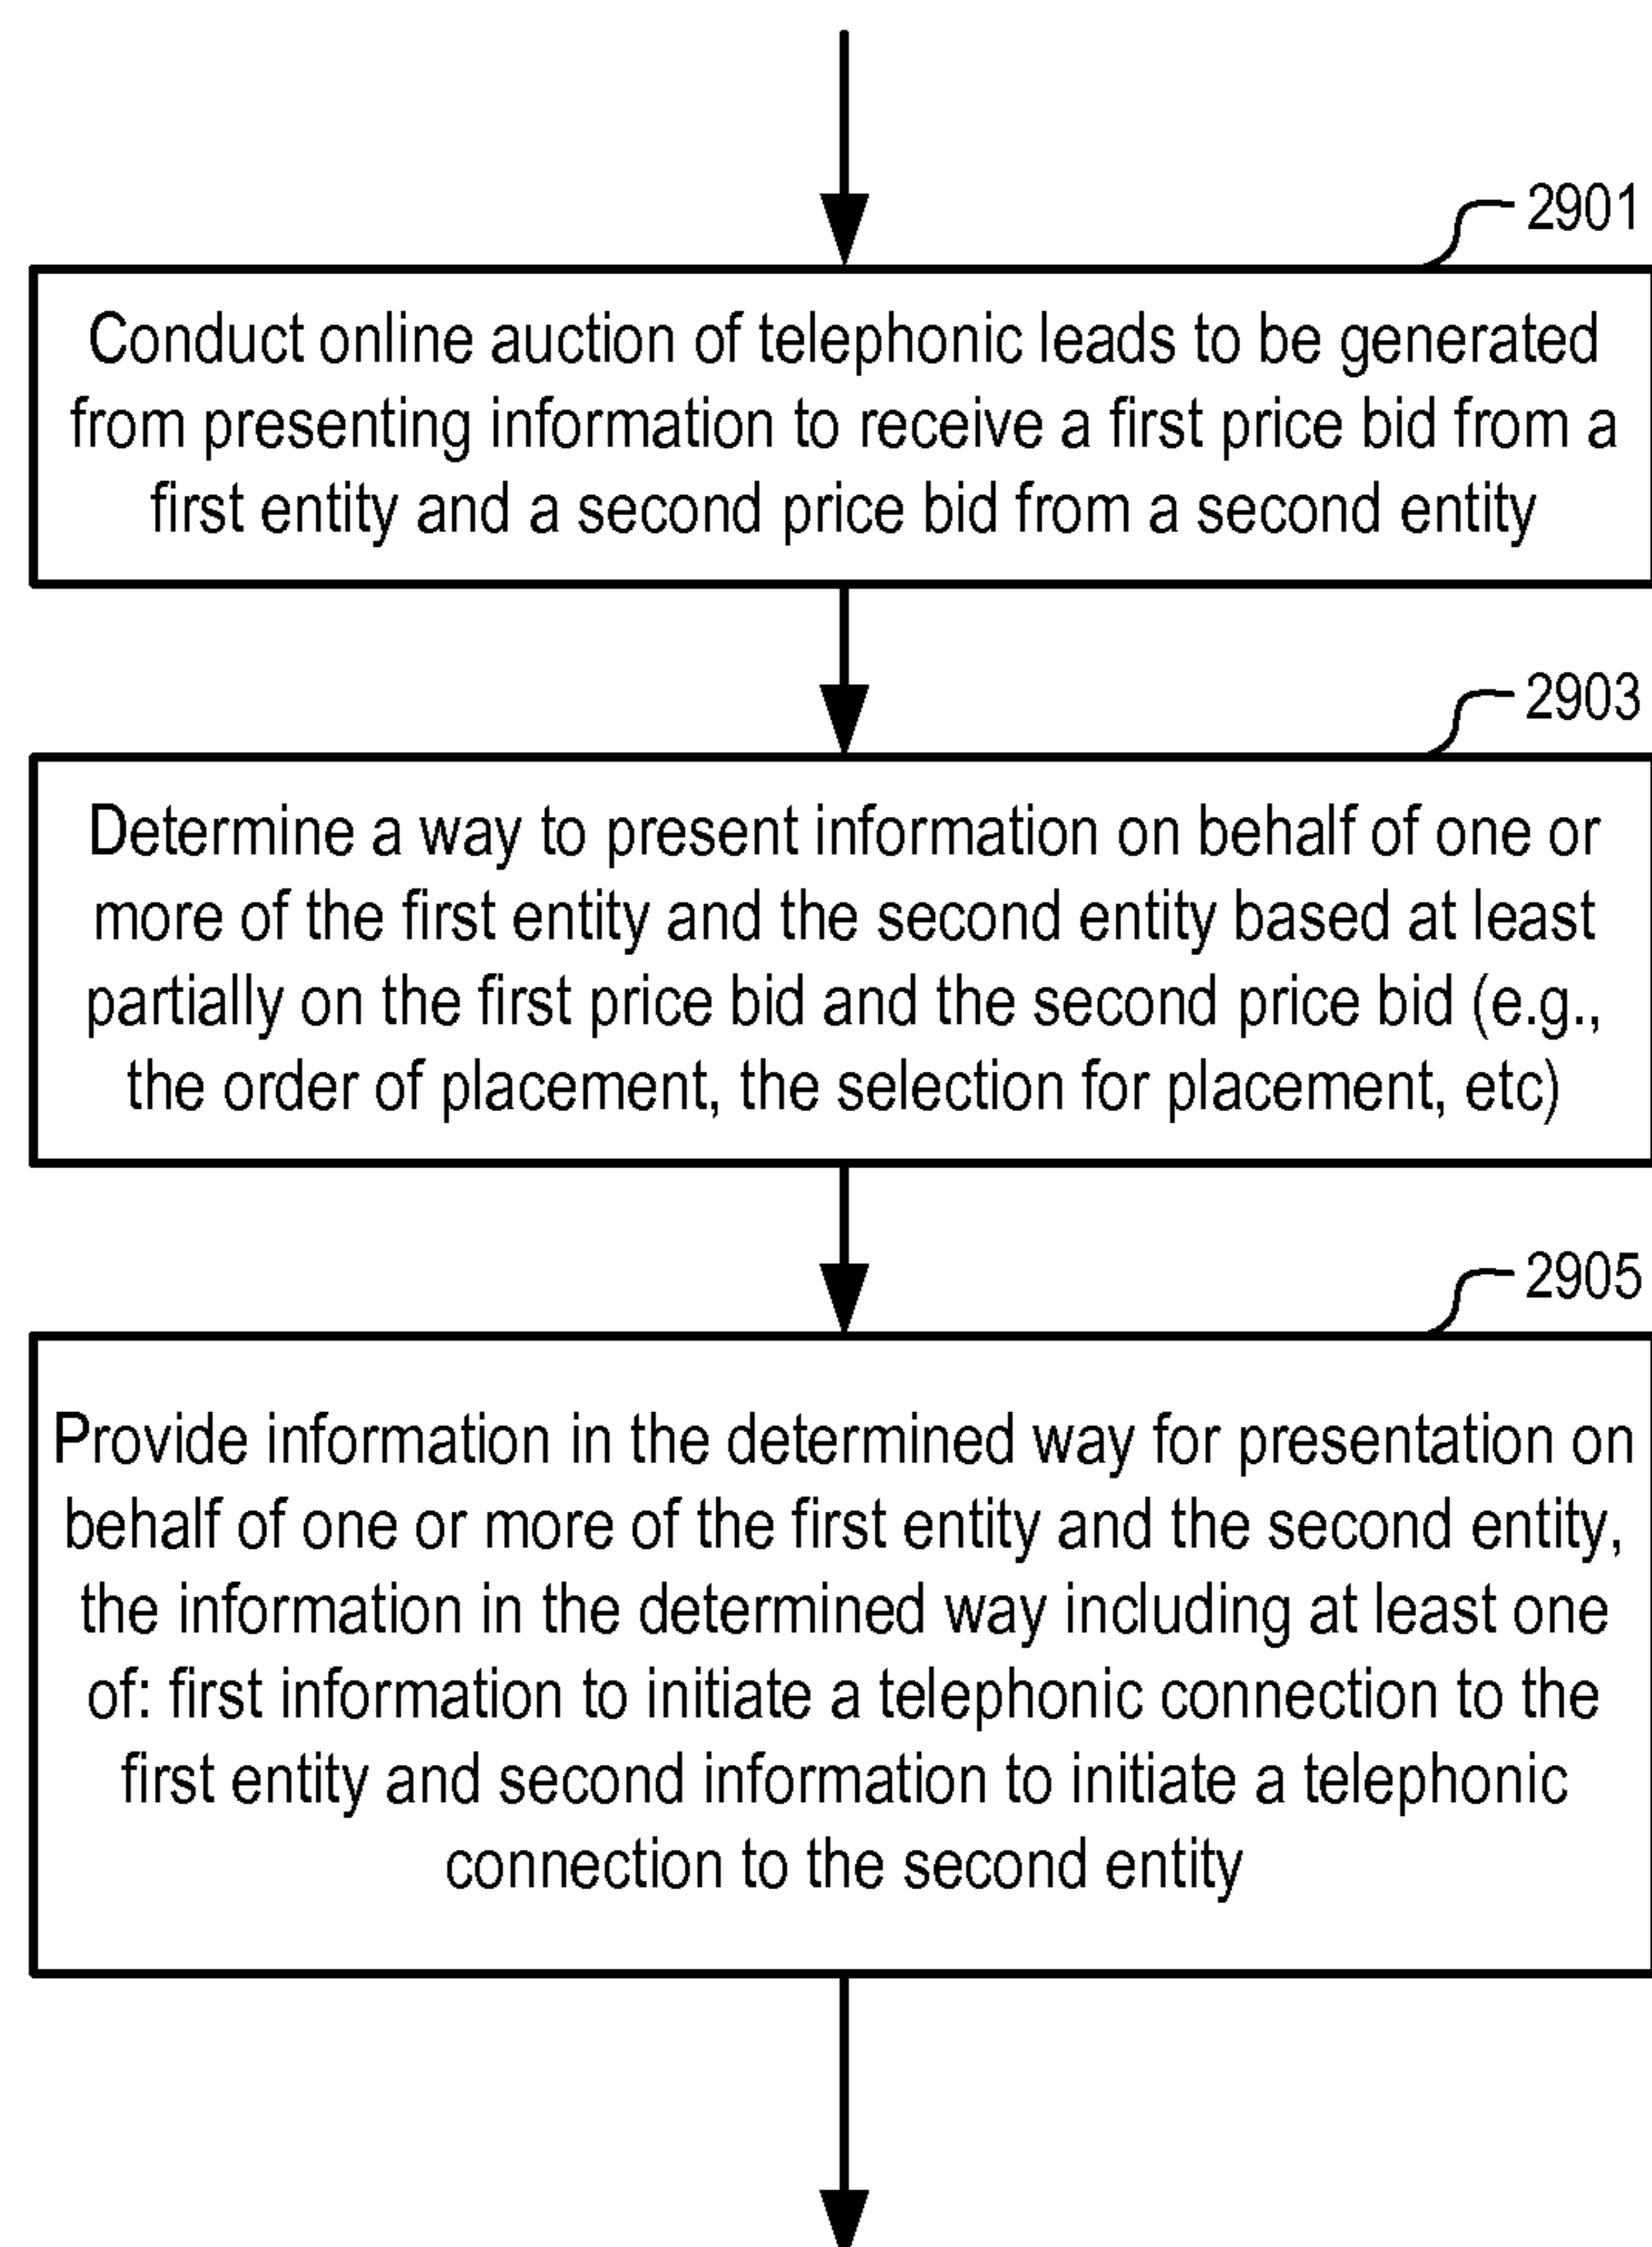 2901
Conduct online auction of telephonic leads to be generated
from presenting information to receive a first price bid from a
first entity and a second price bid from a second entity
2903
Determine a way to present information on behalf of one or
more of the first entity and the second entity based at least
partially on the first price bid and the second price bid (e.g.,
the order of placement, the selection for placement, etc)
2905
Provide information in the determined way for presentation on
behalf of one or more of the first entity and the second entity,
the information in the determined way including at least one
of: first information to initiate a telephonic connection to the
first entity and second information to initiate a telephonic
connection to the second entity